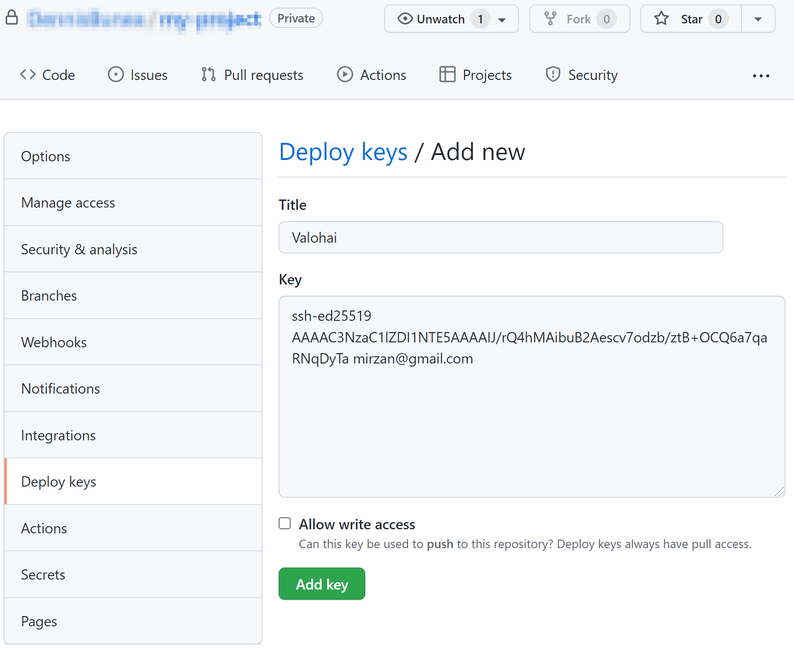 Private
Unwatch 1
Fork 0
Star 0
Code
Issues
Pull requests
Actions
Projects
Security
Options
Manage access
Security & analysis
Branches
Webhooks
Notifications
Integrations
Deploy keys
Actions
Secrets
Pages
Deploy keys / Add new
Title
Valohai
Key
ssh-ed25519
AAAAC3NzaC1lZDI1NTE5AAAAIJ/rQ4hMAibuB2Aescv7odzb/ztB+OCQ6a7qa
RNqDyTa mirzan@gmail.com
Allow write access
Can this key be used to push to this repository? Deploy keys always have pull access.
Add key